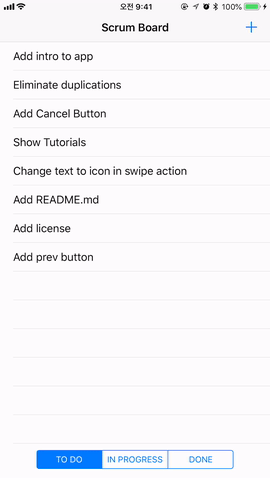 오전 9:41
100%
Scrum Board
Add intro to app
Eliminate duplications
Add Cancel Button
Show Tutorials
Change text to icon in swipe action
Add README.md
Add license
Add prev button
TO DO
IN PROGRESS
DONE